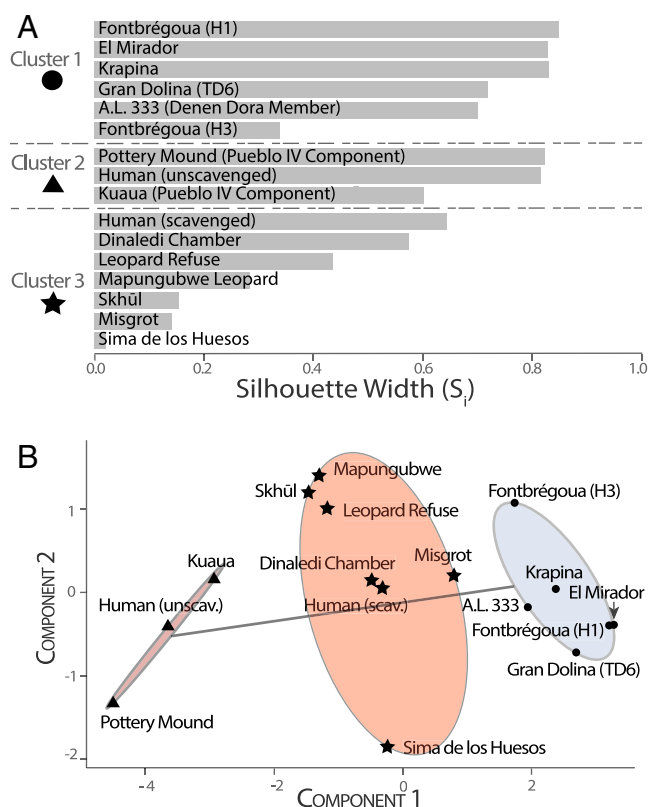 A
Cluster 1
Fontbrégoua (H1)
El Mirador
Krapina
Gran Dolina (TD6)
A.L. 333 (Denen Dora Member)
Fontbrégoua (H3)
Cluster 2
Pottery Mound (Pueblo IV Component)
Human (unscavenged)
Kuaua (Pueblo IV Component)
Cluster 3
Human (scavenged)
Dinaledi Chamber
Leopard Refuse
Mapungubwe Leopard
Skhūl
Misgrot
Sima de los Huesos
0.0 0.2 0.4 0.6 0.8 1.0
Silhouette Width (Si)
B
Component 2
1
0
-1
-2
Mapungubwe
Skhūl
Leopard Refuse
Fontbrégoua (H3)
Kuaua
Dinaledi Chamber
Misgrot
Krapina
El Mirador
Human (unscav.)
Human (scav.)
A.L. 333
Fontbrégoua (H1)
Gran Dolina (TD6)
Pottery Mound
Sima de los Huesos
-4 -2 0 2
Component 1